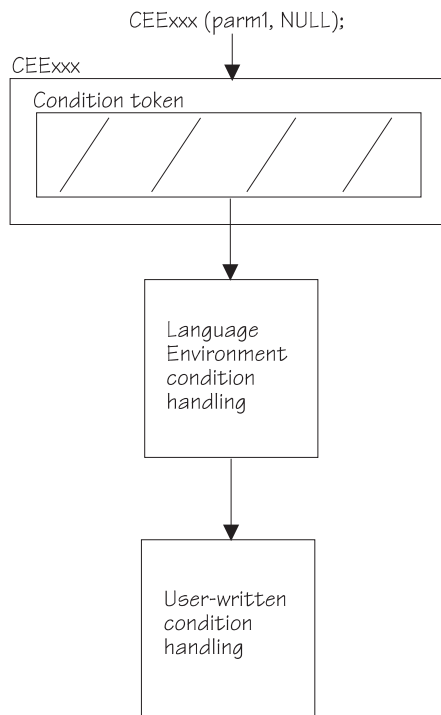 CEExxx (parm1, NULL);
CEExxx
Condition token
Language
Environment
condition
handling
User-written
condition
handling